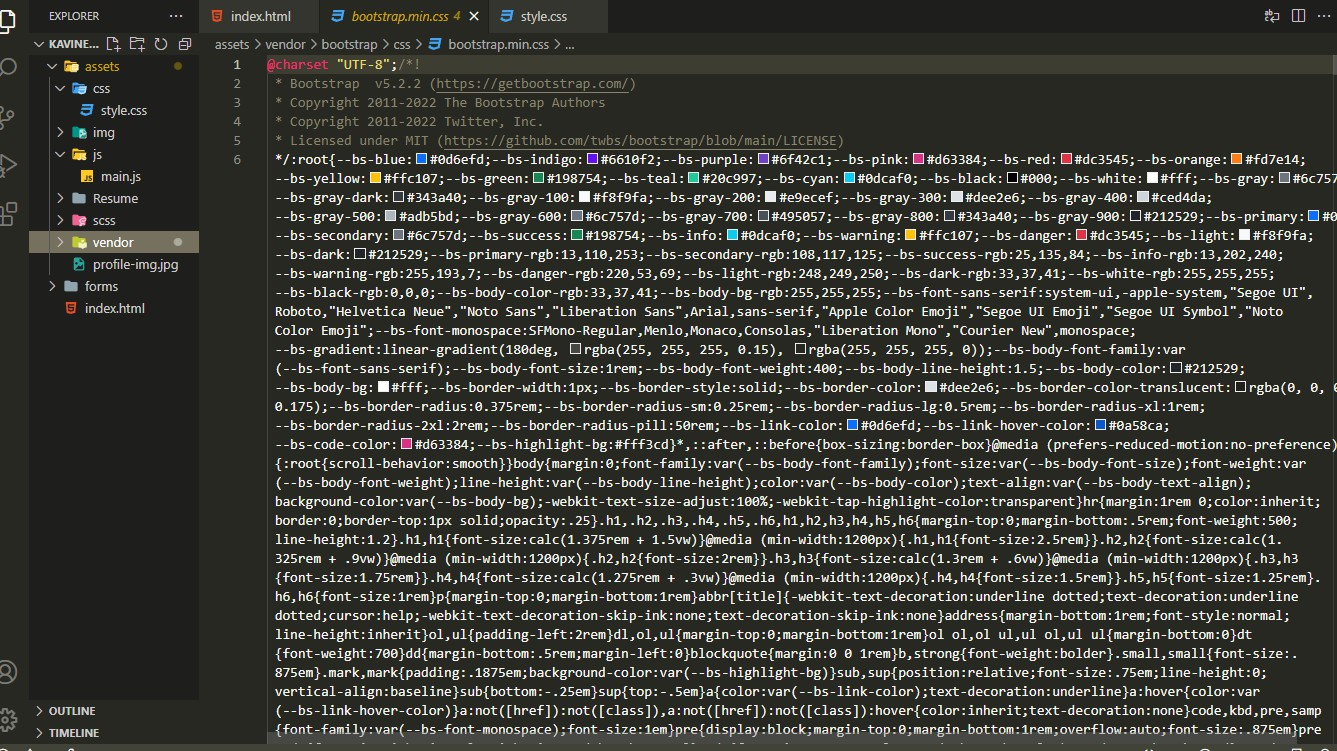 EXPLORER
···
index.html
bootstrap.min.css 4
style.css
KAVINE...
assets > vendor > bootstrap > css > bootstrap.min.css > ...
assets
css
style.css
img
js
main.js
Resume
scss
vendor
profile-img.jpg
forms
index.html
OUTLINE
TIMELINE
1 @charset "UTF-8";/*!
2 * Bootstrap  v5.2.2 (https://getbootstrap.com/)
3 * Copyright 2011-2022 The Bootstrap Authors
4 * Copyright 2011-2022 Twitter, Inc.
5 * Licensed under MIT (https://github.com/twbs/bootstrap/blob/main/LICENSE)
6 */:root{--bs-blue:#0d6efd;--bs-indigo:#6610f2;--bs-purple:#6f42c1;--bs-pink:#d63384;--bs-red:#dc3545;--bs-orange:#fd7e14;
--bs-yellow:#ffc107;--bs-green:#198754;--bs-teal:#20c997;--bs-cyan:#0dcaf0;--bs-black:#000;--bs-white:#fff;--bs-gray:#6c757
--bs-gray-dark:#343a40;--bs-gray-100:#f8f9fa;--bs-gray-200:#e9ecef;--bs-gray-300:#dee2e6;--bs-gray-400:#ced4da;
--bs-gray-500:#adb5bd;--bs-gray-600:#6c757d;--bs-gray-700:#495057;--bs-gray-800:#343a40;--bs-gray-900:#212529;--bs-primary:#0
--bs-secondary:#6c757d;--bs-success:#198754;--bs-info:#0dcaf0;--bs-warning:#ffc107;--bs-danger:#dc3545;--bs-light:#f8f9fa;
--bs-dark:#212529;--bs-primary-rgb:13,110,253;--bs-secondary-rgb:108,117,125;--bs-success-rgb:25,135,84;--bs-info-rgb:13,202,240;
--bs-warning-rgb:255,193,7;--bs-danger-rgb:220,53,69;--bs-light-rgb:248,249,250;--bs-dark-rgb:33,37,41;--bs-white-rgb:255,255,255;
--bs-black-rgb:0,0,0;--bs-body-color-rgb:33,37,41;--bs-body-bg-rgb:255,255,255;--bs-font-sans-serif:system-ui,-apple-system,"Segoe UI",
Roboto,"Helvetica Neue","Noto Sans","Liberation Sans",Arial,sans-serif,"Apple Color Emoji","Segoe UI Emoji","Segoe UI Symbol","Noto
Color Emoji";--bs-font-monospace:SFMono-Regular,Menlo,Monaco,Consolas,"Liberation Mono","Courier New",monospace;
--bs-gradient:linear-gradient(180deg, rgba(255, 255, 255, 0.15), rgba(255, 255, 255, 0));--bs-body-font-family:var
(--bs-font-sans-serif);--bs-body-font-size:1rem;--bs-body-font-weight:400;--bs-body-line-height:1.5;--bs-body-color:#212529;
--bs-body-bg:#fff;--bs-border-width:1px;--bs-border-style:solid;--bs-border-color:#dee2e6;--bs-border-color-translucent:rgba(0, 0, 0
0.175);--bs-border-radius:0.375rem;--bs-border-radius-sm:0.25rem;--bs-border-radius-lg:0.5rem;--bs-border-radius-xl:1rem;
--bs-border-radius-2xl:2rem;--bs-border-radius-pill:50rem;--bs-link-color:#0d6efd;--bs-link-hover-color:#0a58ca;
--bs-code-color:#d63384;--bs-highlight-bg:#fff3cd}*,::after,::before{box-sizing:border-box}@media (prefers-reduced-motion:no-preference)
{:root{scroll-behavior:smooth}}body{margin:0;font-family:var(--bs-body-font-family);font-size:var(--bs-body-font-size);font-weight:var
(--bs-body-font-weight);line-height:var(--bs-body-line-height);color:var(--bs-body-color);text-align:var(--bs-body-text-align);
background-color:var(--bs-body-bg);-webkit-text-size-adjust:100%;-webkit-tap-highlight-color:transparent}hr{margin:1rem 0;color:inherit;
border:0;border-top:1px solid;opacity:.25}.h1,.h2,.h3,.h4,.h5,.h6,h1,h2,h3,h4,h5,h6{margin-top:0;margin-bottom:.5rem;font-weight:500;
line-height:1.2}.h1,h1{font-size:calc(1.375rem + 1.5vw)}@media (min-width:1200px){.h1,h1{font-size:2.5rem}}.h2,h2{font-size:calc(1.
325rem + .9vw)}@media (min-width:1200px){.h2,h2{font-size:2rem}}.h3,h3{font-size:calc(1.3rem + .6vw)}@media (min-width:1200px){.h3,h3
{font-size:1.75rem}}.h4,h4{font-size:calc(1.275rem + .3vw)}@media (min-width:1200px){.h4,h4{font-size:1.5rem}}.h5,h5{font-size:1.25rem}.
h6,h6{font-size:1rem}p{margin-top:0;margin-bottom:1rem}abbr[title]{-webkit-text-decoration:underline dotted;text-decoration:underline
dotted;cursor:help;-webkit-text-decoration-skip-ink:none;text-decoration-skip-ink:none}address{margin-bottom:1rem;font-style:normal;
line-height:inherit}ol,ul{padding-left:2rem}dl,ol,ul{margin-top:0;margin-bottom:1rem}ol ol,ol ul,ul ol,ul ul{margin-bottom:0}dt
{font-weight:700}dd{margin-bottom:.5rem;margin-left:0}blockquote{margin:0 0 1rem}b,strong{font-weight:bolder}.small,small{font-size:.
875em}.mark,mark{padding:.1875em;background-color:var(--bs-highlight-bg)}sub,sup{position:relative;font-size:.75em;line-height:0;
vertical-align:baseline}sub{bottom:-.25em}sup{top:-.5em}a{color:var(--bs-link-color);text-decoration:underline}a:hover{color:var
(--bs-link-hover-color)}a:not([href]):not([class]),a:not([href]):not([class]):hover{color:inherit;text-decoration:none}code,kbd,pre,samp
{font-family:var(--bs-font-monospace);font-size:1em}pre{display:block;margin-top:0;margin-bottom:1rem;overflow:auto;font-size:.875em}pre